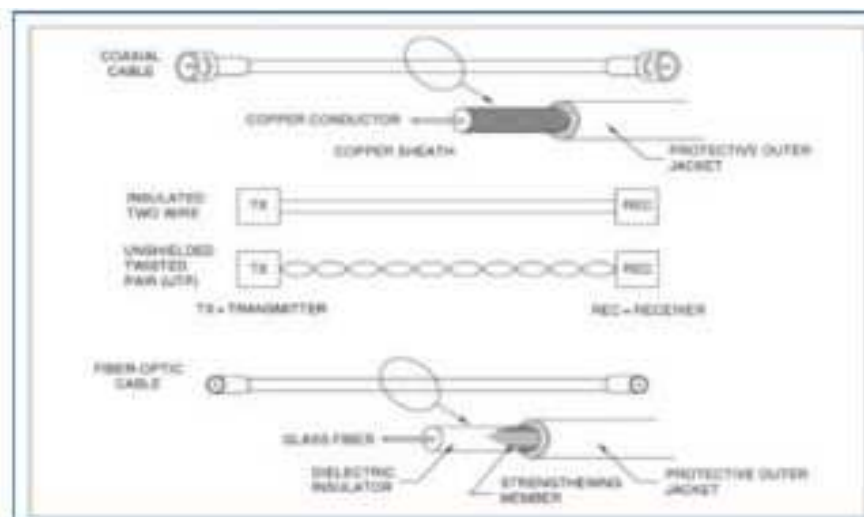 COAXIAL
CABLE
COPPER CONDUCTOR
COPPER SHEATH
PROTECTIVE OUTER
JACKET
INSULATED
TWO WIRE
TX
REC
UNSHIELDED
TWISTED
PAIR (UTP)
TX
REC
TX = TRANSMITTER
REC = RECEIVER
FIBER-OPTIC
CABLE
GLASS FIBER
DIELECTRIC
INSULATOR
STRENGTHENING
MEMBER
PROTECTIVE OUTER
JACKET